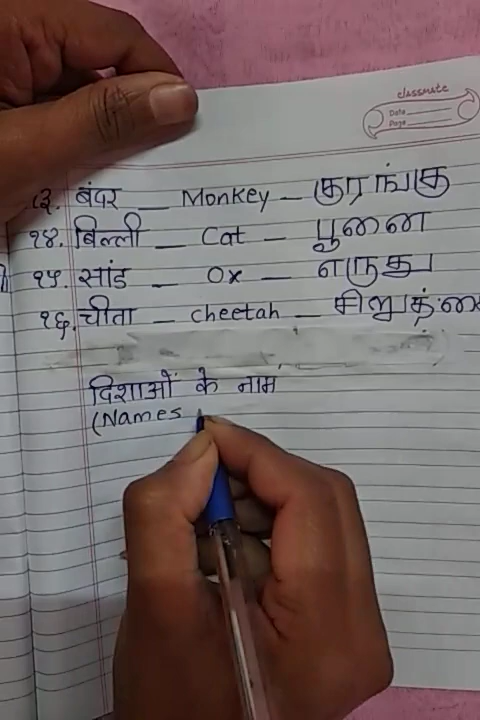 classmate
Date
Page
१३. बंदर — Monkey — குரங்கு
१४. बिल्ली — Cat — பூனை
१५. सांड — Ox — எருது
१६. चीता — cheetah — சிறுத்தை
दिशाओं के नाम
(Names